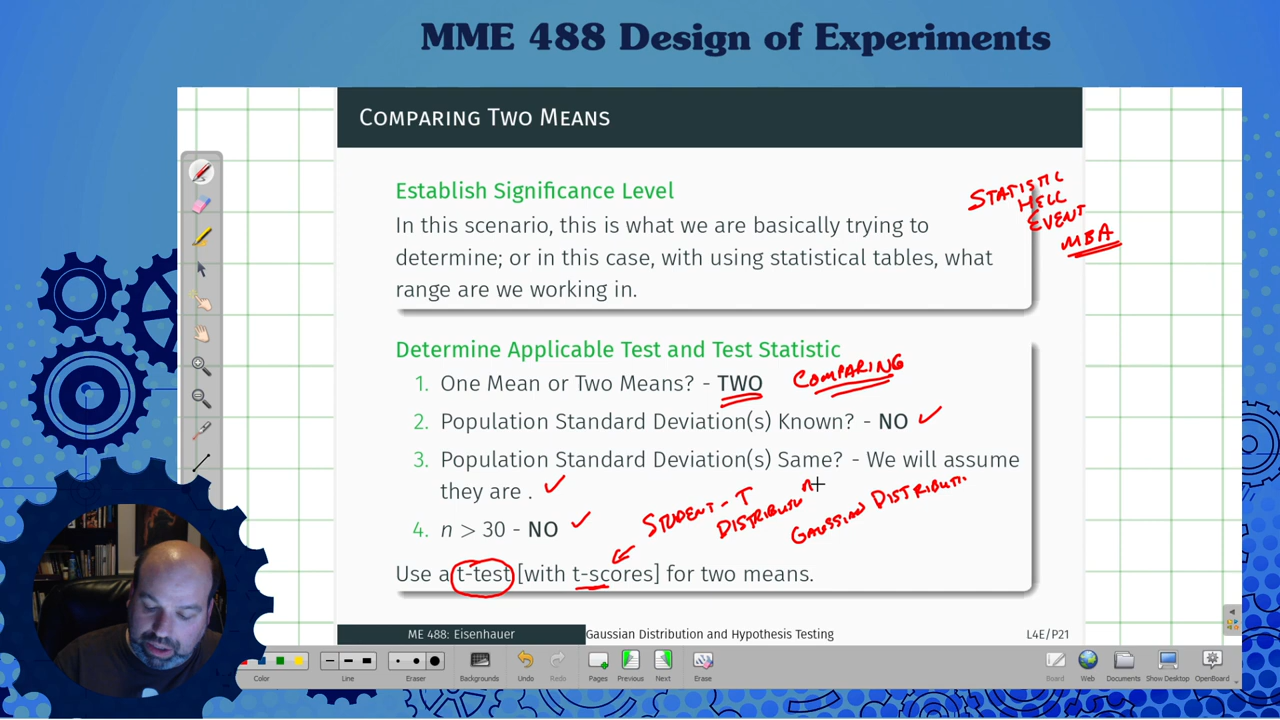 MME 488 Design of Experiments
COMPARING TWO MEANS
Establish Significance Level
In this scenario, this is what we are basically trying to
determine; or in this case, with using statistical tables, what
range are we working in.
STATISTIC
HELL
EVENT
MBA
Determine Applicable Test and Test Statistic
1. One Mean or Two Means? - TWO COMPARING
2. Population Standard Deviation(s) Known? - NO ✓
3. Population Standard Deviation(s) Same? - We will assume
they are . ✓
4. n > 30 - NO ✓
STUDENT - T
DISTRIBUTION
GAUSSIAN DISTRIBUTI
Use a t-test [with t-scores] for two means.
ME 488: Eisenhauer Gaussian Distribution and Hypothesis Testing L4E/P21
Color Line Eraser Backgrounds Undo Redo Pages Previous Next Erase Board Web Documents Show Desktop OpenBoard